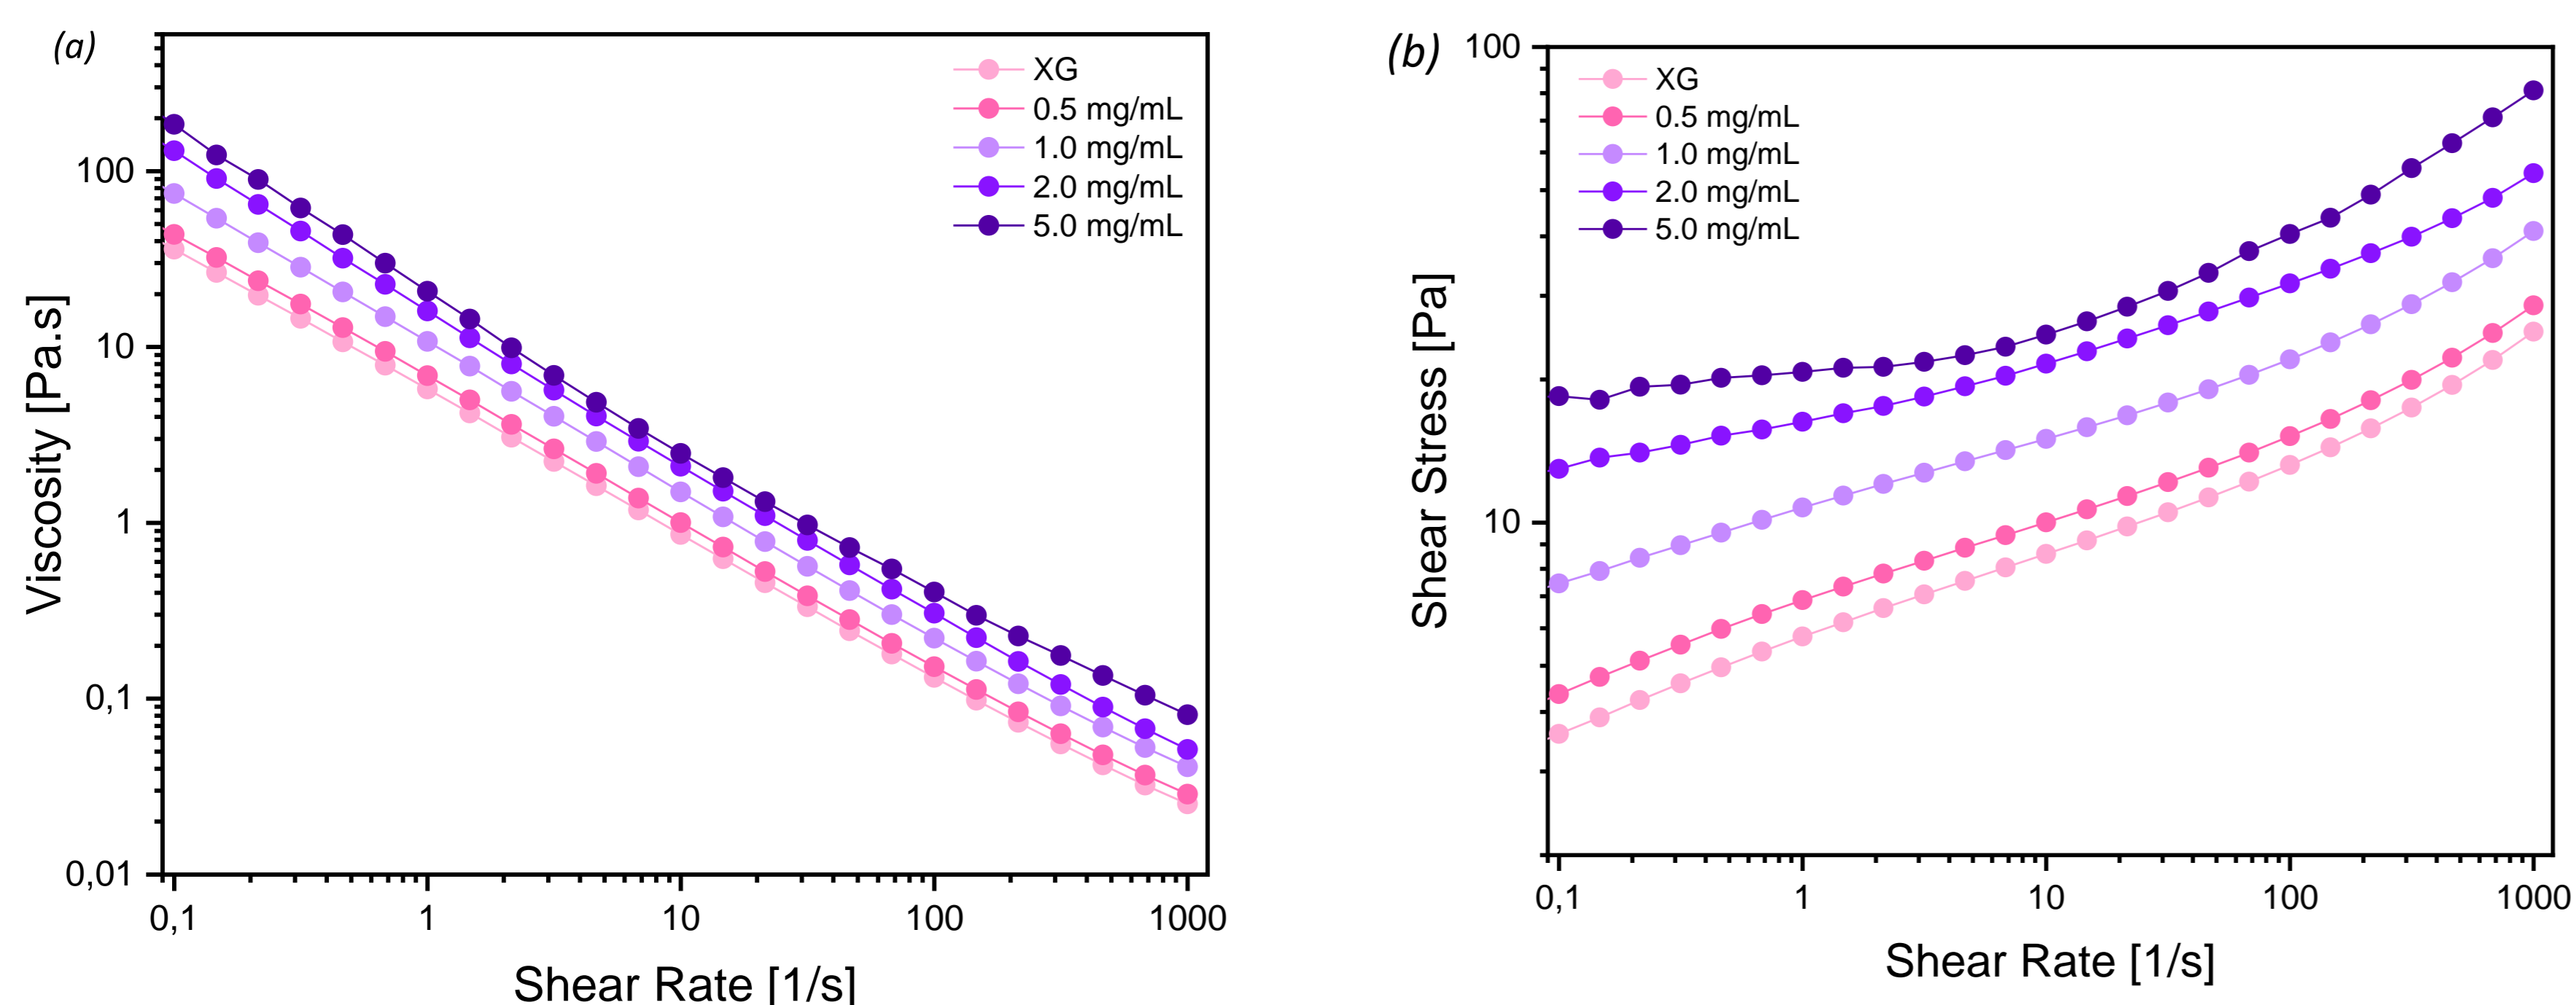 (a)
XG
0.5 mg/mL
1.0 mg/mL
2.0 mg/mL
5.0 mg/mL
100
10
1
0,1
0,01
Viscosity [Pa.s]
0,1 1 10 100 1000
Shear Rate [1/s]
(b)
XG
0.5 mg/mL
1.0 mg/mL
2.0 mg/mL
5.0 mg/mL
100
10
Shear Stress [Pa]
0,1 1 10 100 1000
Shear Rate [1/s]